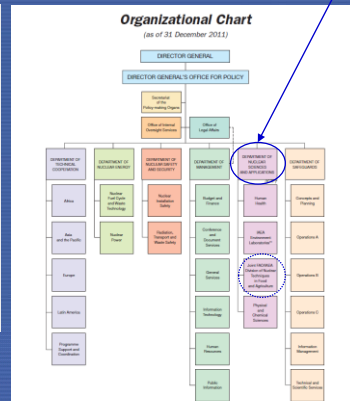 Organizational Chart
(as of 31 December 2011)
DIRECTOR GENERAL
DIRECTOR GENERAL'S OFFICE FOR POLICY
Secretariat
of the
Policy-making Organs
Office of Internal
Oversight Services
Office of
Legal Affairs
DEPARTMENT OF
TECHNICAL
COOPERATION
DEPARTMENT OF
NUCLEAR ENERGY
DEPARTMENT OF
NUCLEAR SAFETY
AND SECURITY
DEPARTMENT OF
MANAGEMENT
DEPARTMENT OF
NUCLEAR
SCIENCES
AND APPLICATIONS
DEPARTMENT OF
SAFEGUARDS
Africa
Asia
and the Pacific
Europe
Latin America
Programme
Support and
Coordination
Nuclear
Fuel Cycle
and Waste
Technology
Nuclear
Power
Nuclear
Installation
Safety
Radiation,
Transport and
Waste Safety
Budget and
Finance
Conference
and
Document
Services
General
Services
Information
Technology
Human
Resources
Public
Information
Human
Health
IAEA
Environment
Laboratories
Joint FAO/IAEA
Division of Nuclear
Techniques
in Food
and Agriculture
Physical
and
Chemical
Sciences
Concepts and
Planning
Operations A
Operations B
Operations C
Information
Management
Technical and
Scientific Services